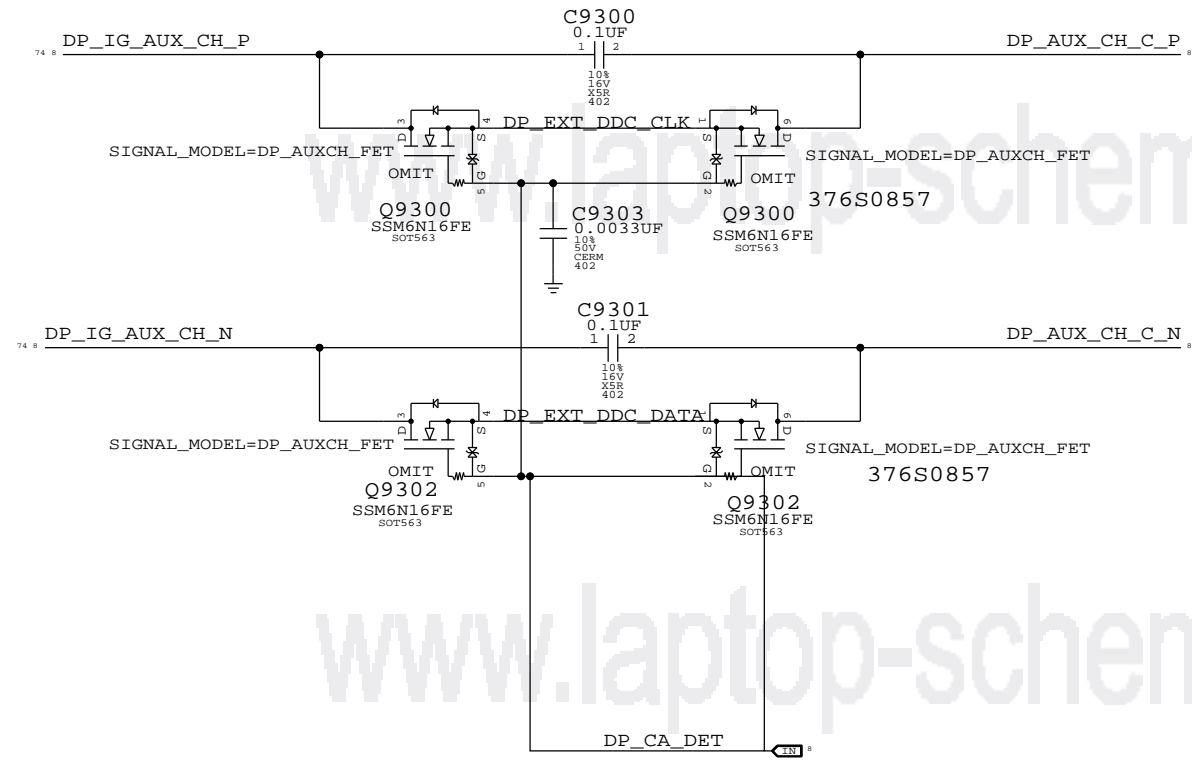 C9300
0.1UF
DP_IG_AUX_CH_P
DP_AUX_CH_C_P
74 8
1 2
8
10%
16V
X5R
402
3 4
DP_EXT_DDC_CLK
1 6
D S
S D
SIGNAL_MODEL=DP_AUXCH_FET
SIGNAL_MODEL=DP_AUXCH_FET
OMIT
G
5
G
2
OMIT
376S0857
Q9300
SSM6N16FE
SOT563
C9303
0.0033UF
10%
50V
CERM
402
Q9300
SSM6N16FE
SOT563
www.laptop-schem
C9301
0.1UF
DP_IG_AUX_CH_N
DP_AUX_CH_C_N
74 8
1 2
8
10%
16V
X5R
402
3 4
DP_EXT_DDC_DATA
1 6
D S
S D
SIGNAL_MODEL=DP_AUXCH_FET
SIGNAL_MODEL=DP_AUXCH_FET
OMIT
G
5
G
2
OMIT
376S0857
Q9302
SSM6N16FE
SOT563
Q9302
SSM6N16FE
SOT563
www.laptop-schem
DP_CA_DET
IN 8